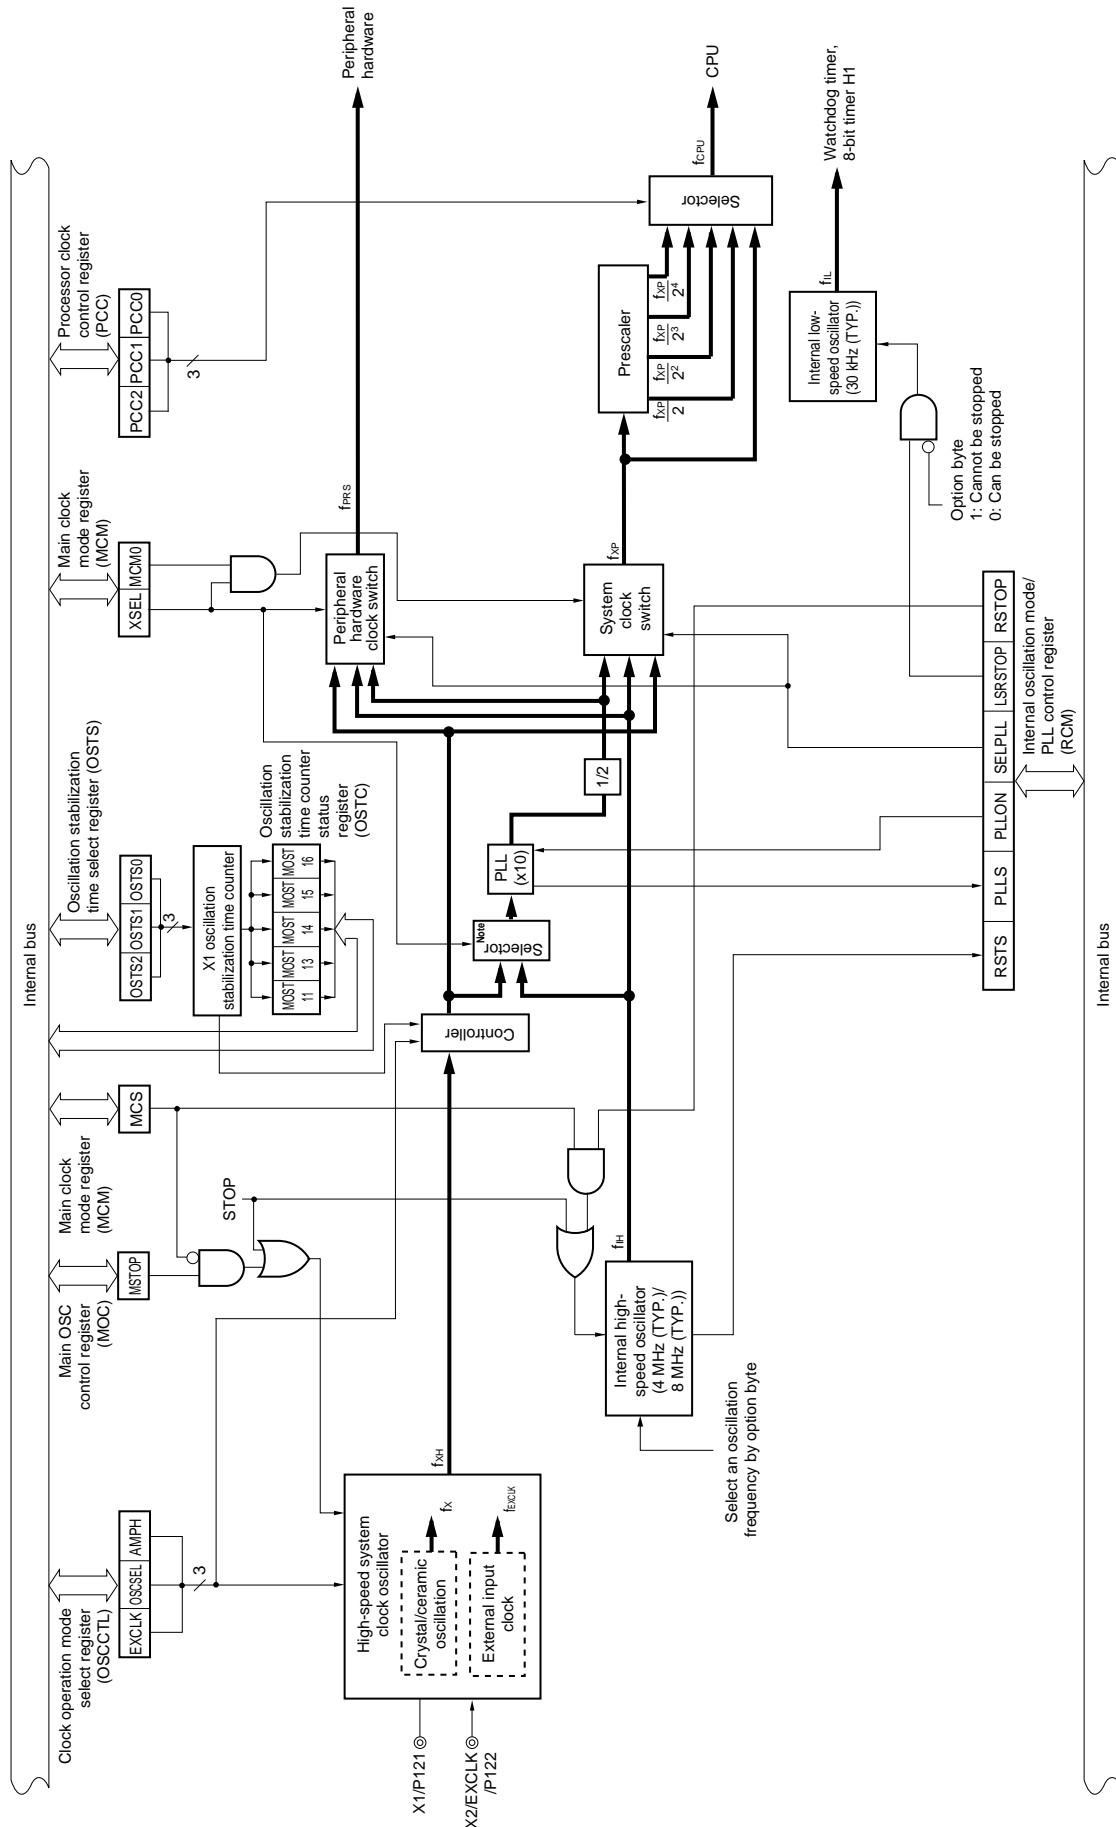 Internal bus
Clock operation mode
select register
(OSCCTL)
EXCLK OSCSEL AMPH
3
Main OSC
control register
(MOC)
MSTOP
Main clock
mode register
(MCM)
MCS
STOP
Oscillation stabilization
time select register (OSTS)
OSTS2 OSTS1 OSTS0
3
X1 oscillation
stabilization time counter
Oscillation
stabilization
time counter
status
register
(OSTC)
MOST
11
MOST
13
MOST
14
MOST
15
MOST
16
Main clock
mode register
(MCM)
XSEL MCM0
Processor clock
control register
(PCC)
PCC2 PCC1 PCC0
3
X1/P121
X2/EXCLK
/P122
High-speed system
clock oscillator
Crystal/ceramic
oscillation
fX
External input
clock
fEXCLK
fXH
Controller
Selector Note
PLL
(x10)
1/2
Peripheral
hardware
clock switch
fPRS
Peripheral
hardware
System
clock
switch
fXP
Prescaler
fXP
2
fXP
2²
fXP
2³
fXP
2⁴
Selector
fCPU
CPU
Select an oscillation
frequency by option byte
Internal high-
speed oscillator
(4 MHz (TYP.)/
8 MHz (TYP.))
fIH
Internal low-
speed oscillator
(30 kHz (TYP.))
fIL
Watchdog timer,
8-bit timer H1
Option byte
1: Cannot be stopped
0: Can be stopped
RSTS PLLS PLLON SELPLL LSRSTOP RSTOP
Internal oscillation mode/
PLL control register
(RCM)
Internal bus